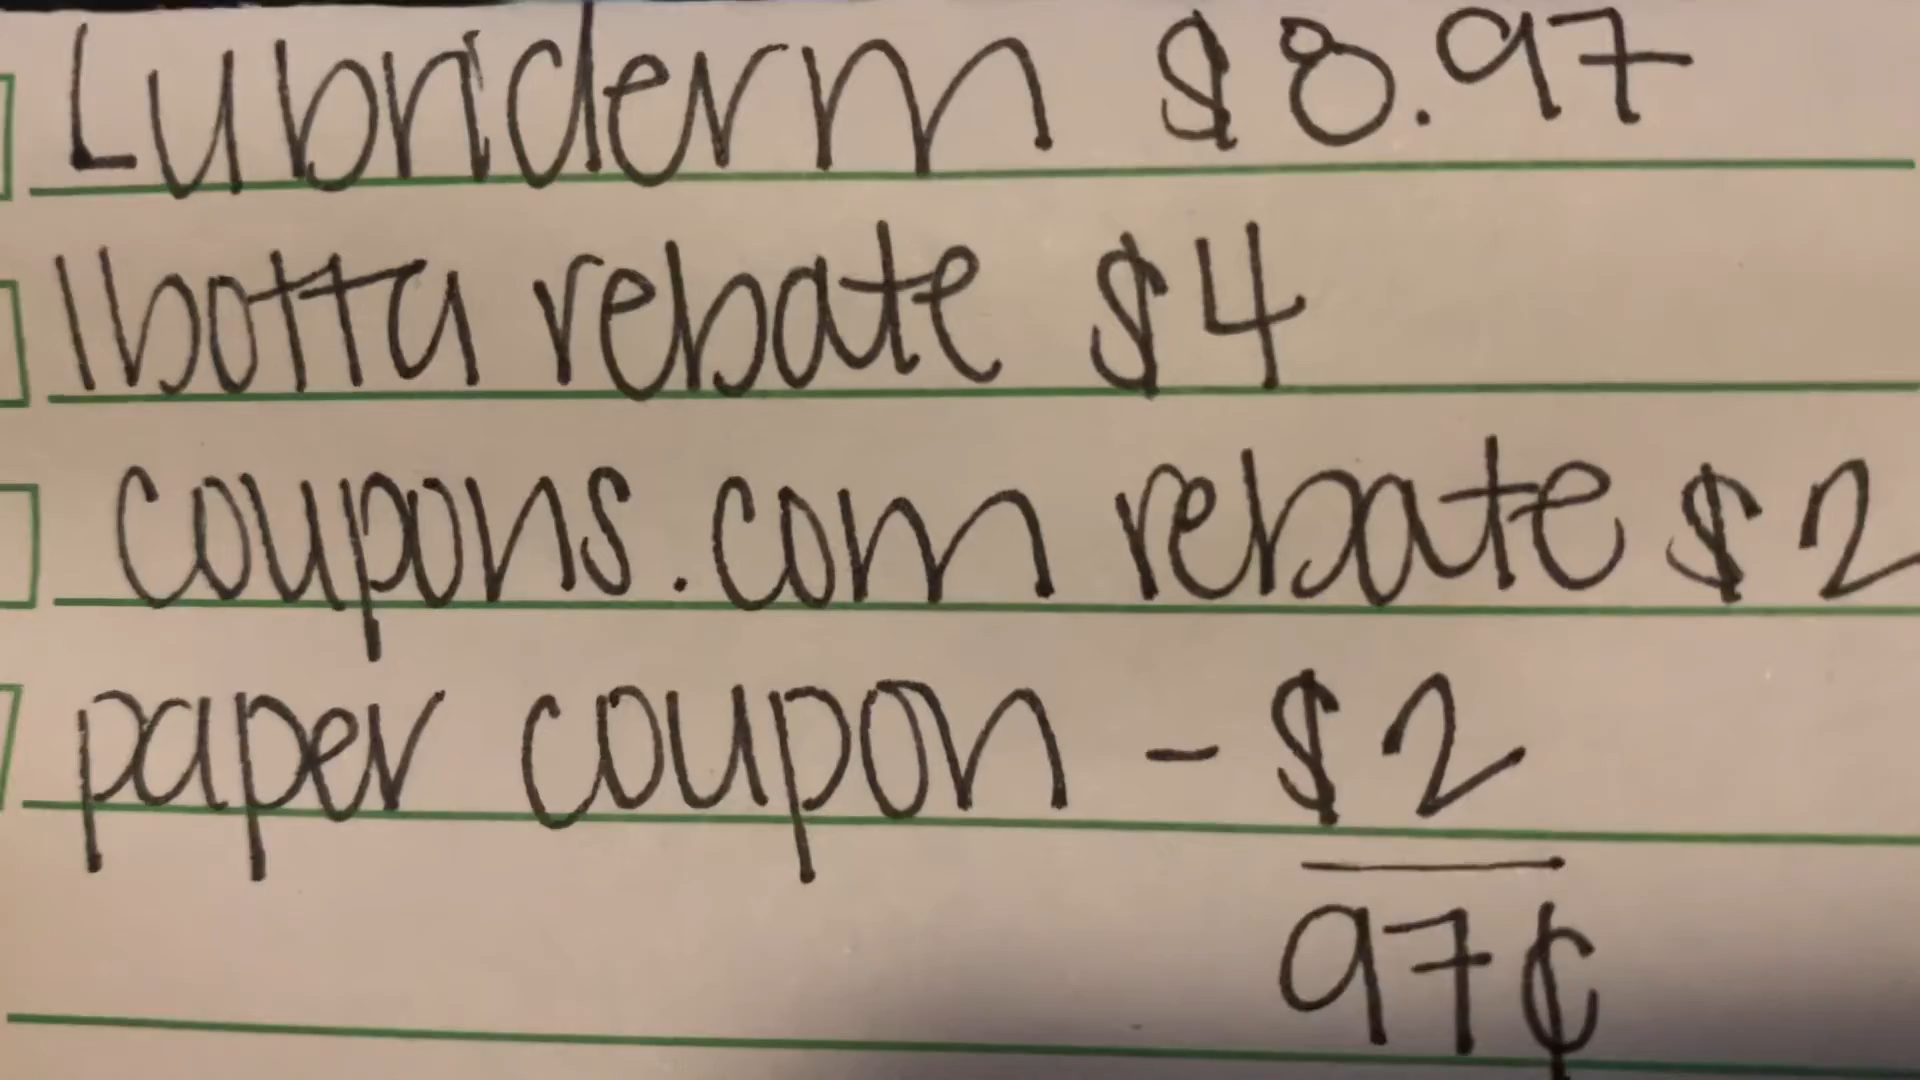 Lubriderm $8.97
Ibotta rebate $4
coupons.com rebate $2
paper coupon - $2
97¢